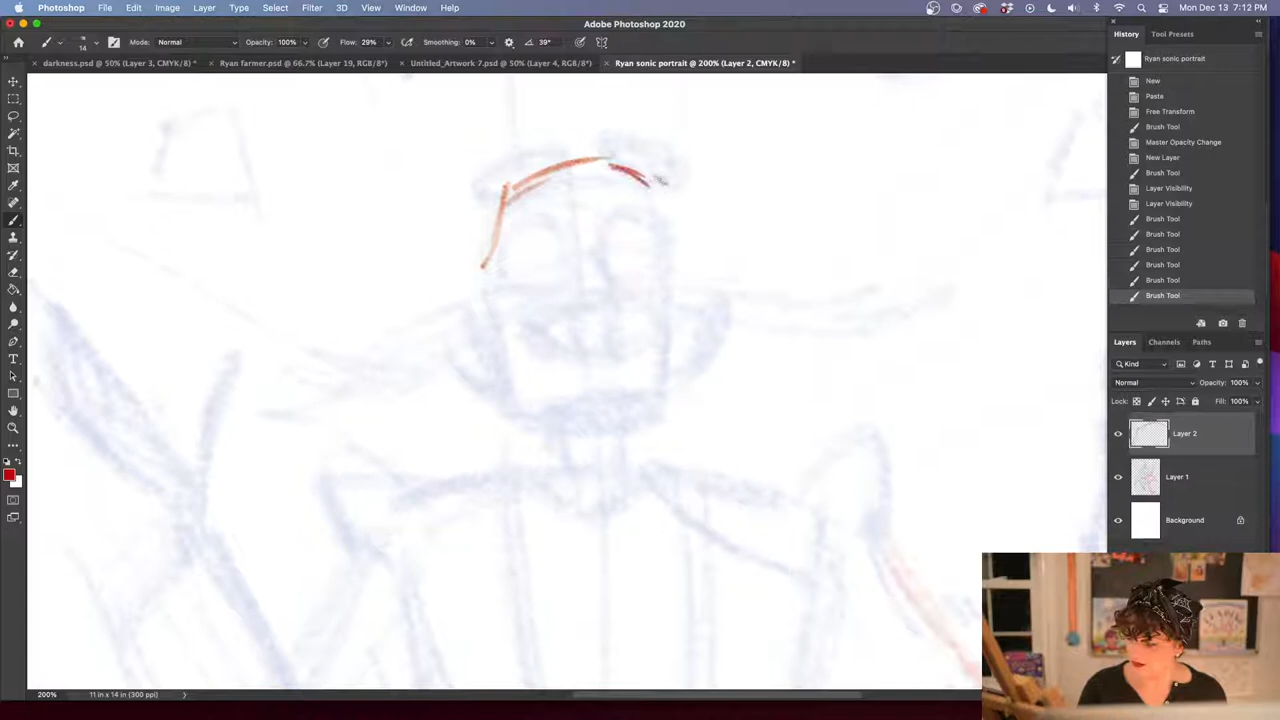 Photoshop File Edit Image Layer Type Select Filter 3D View Window Help Mon Dec 13 7:12 PM
Adobe Photoshop 2020
14 Mode: Normal Opacity: 100% Flow: 29% Smoothing: 0% 39°
darkness.psd @ 50% (Layer 3, CMYK/8) * Ryan farmer.psd @ 66.7% (Layer 19, RGB/8*) Untitled_Artwork 7.psd @ 50% (Layer 4, RGB/8*) Ryan sonic portrait @ 200% (Layer 2, CMYK/8) *
History Tool Presets
Ryan sonic portrait
New
Paste
Free Transform
Brush Tool
Master Opacity Change
New Layer
Brush Tool
Layer Visibility
Layer Visibility
Brush Tool
Brush Tool
Brush Tool
Brush Tool
Brush Tool
Brush Tool
Layers Channels Paths
Kind
Normal Opacity: 100%
Lock: Fill: 100%
Layer 2
Layer 1
Background
200% 11 in x 14 in (300 ppi)